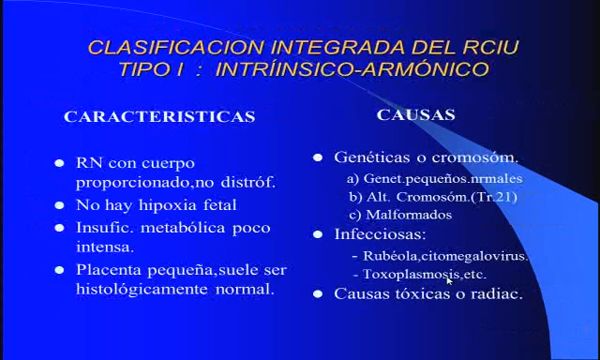 CLASIFICACION INTEGRADA DEL RCIU
TIPO I : INTRÍINSICO-ARMÓNICO
CARACTERISTICAS
● RN con cuerpo
proporcionado,no distróf.
● No hay hipoxia fetal
● Insufic. metabólica poco
intensa.
● Placenta pequeña,suele ser
histológicamente normal.
CAUSAS
● Genéticas o cromosóm.
a) Genet.pequeños.nrmales
b) Alt. Cromosóm.(Tr.21)
c) Malformados
● Infecciosas:
- Rubéola,citomegalovirus.
- Toxoplasmosis,etc.
● Causas tóxicas o radiac.